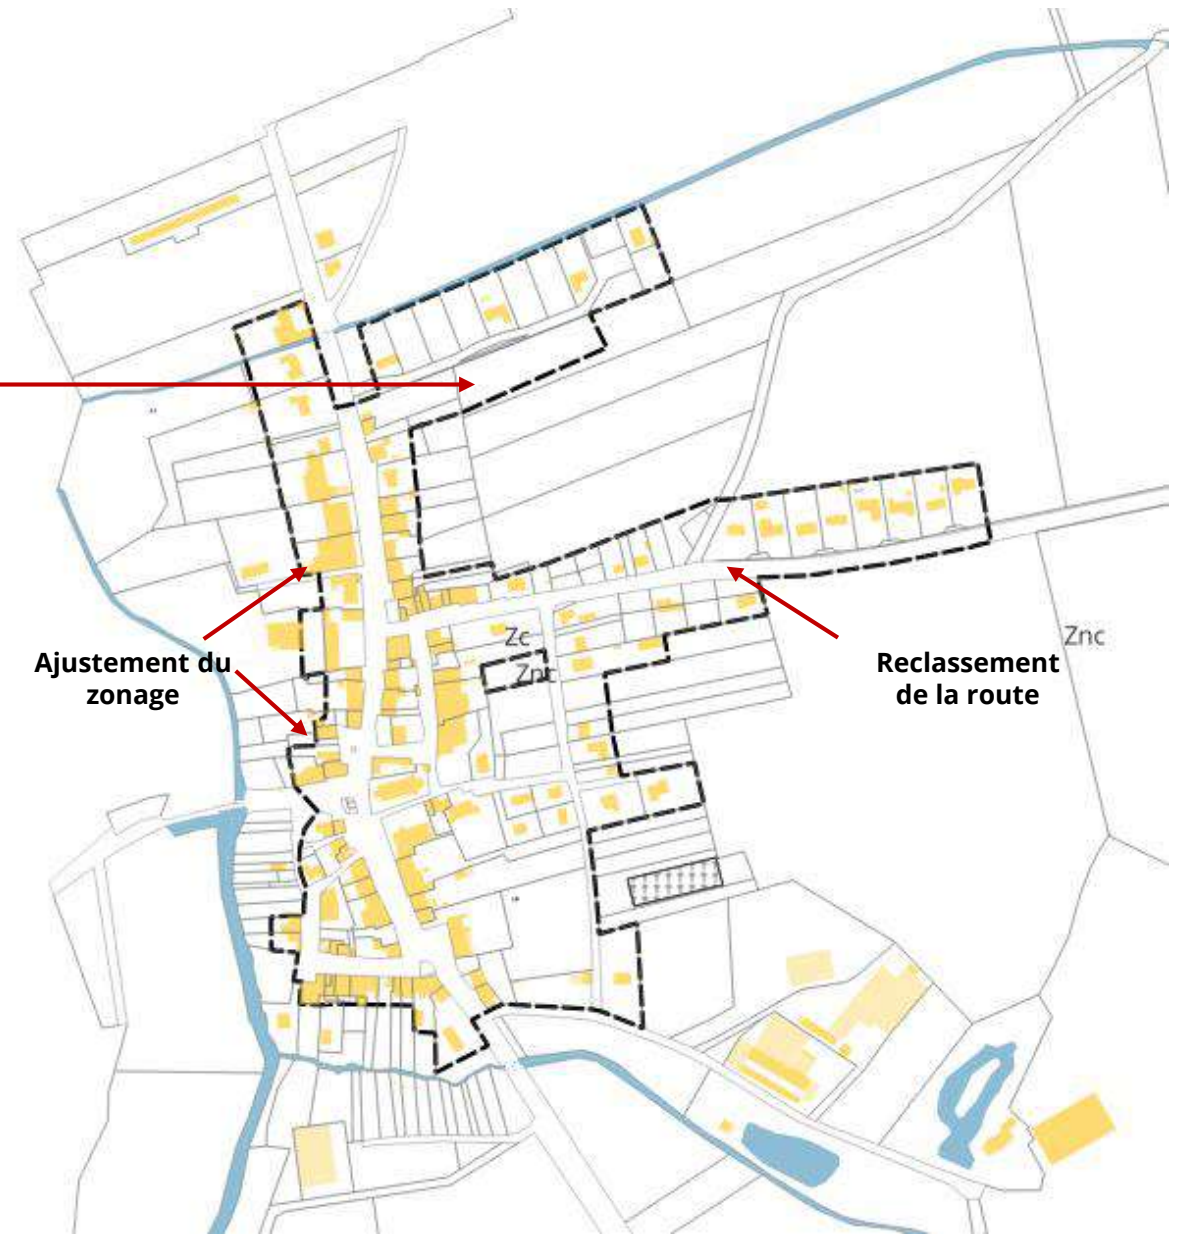 Zc
Znc
Znc
Ajustement du
zonage
Reclassement
de la route